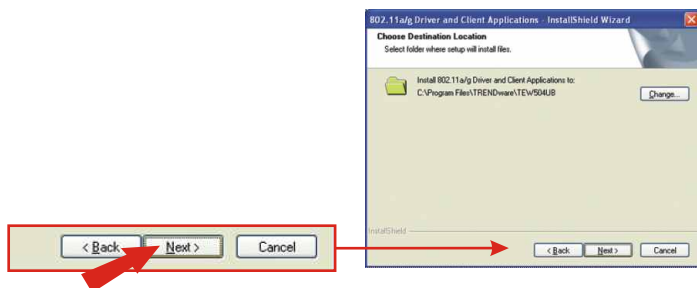 802.11a/g Driver and Client Applications - InstallShield Wizard
Choose Destination Location
Select folder where setup will install files.
Install 802.11a/g Driver and Client Applications to:
C:\Program Files\TRENDware\TEW504UB
Change...
InstallShield
< Back Next > Cancel
< Back Next > Cancel